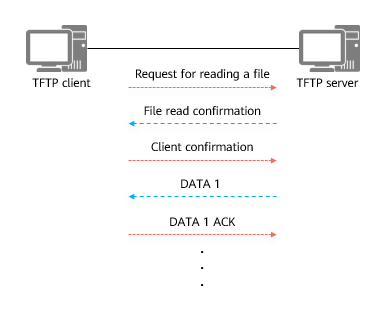 TFTP client
TFTP server
Request for reading a file
File read confirmation
Client confirmation
DATA 1
DATA 1 ACK